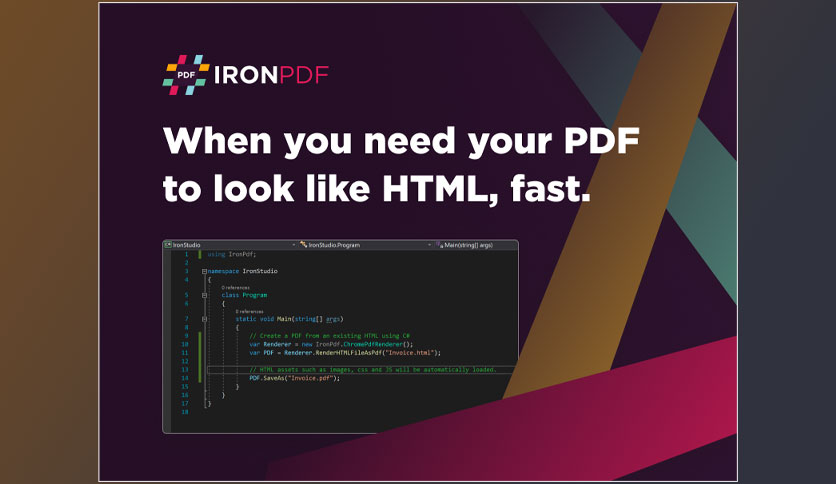 PDF IRONPDF
When you need your PDF
to look like HTML, fast.
IronStudio IronStudio.Program Main(string[] args)
1 using IronPdf;
2
3 namespace IronStudio
4 {
0 references
5 class Program
6 {
0 references
7 static void Main(string[] args)
8 {
9 // Create a PDF from an existing HTML using C#
10 var Renderer = new IronPdf.ChromePdfRenderer();
11 var PDF = Renderer.RenderHTMLFileAsPdf("Invoice.html");
12
13 // HTML assets such as images, css and JS will be automatically loaded.
14 PDF.SaveAs("Invoice.pdf");
15 }
16 }
17 }
18